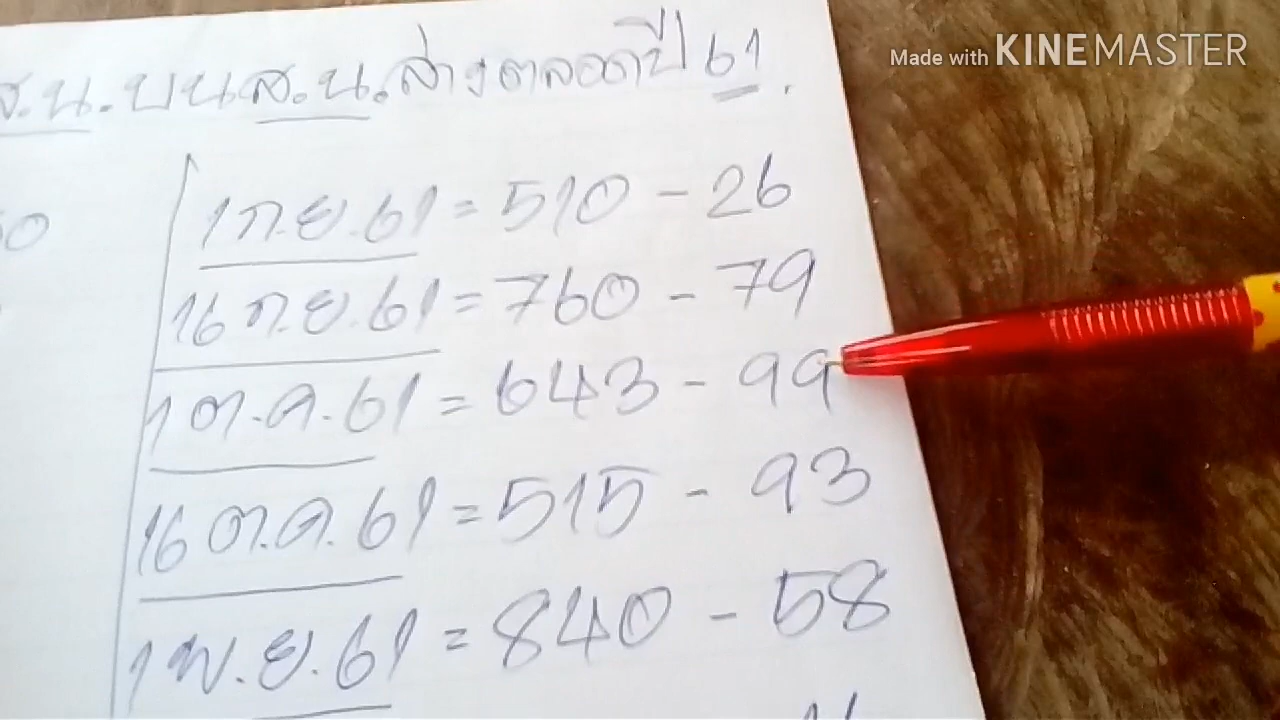 Made with KINEMASTER
ส.น.บนส.น.ล่างตลอดปี 61.
1 ก.ย.61 = 510 - 26
16 ก.ย.61 = 760 - 79
1 ต.ค.61 = 643 - 99
16 ต.ค.61 = 515 - 93
1 พ.ย.61 = 840 - 58